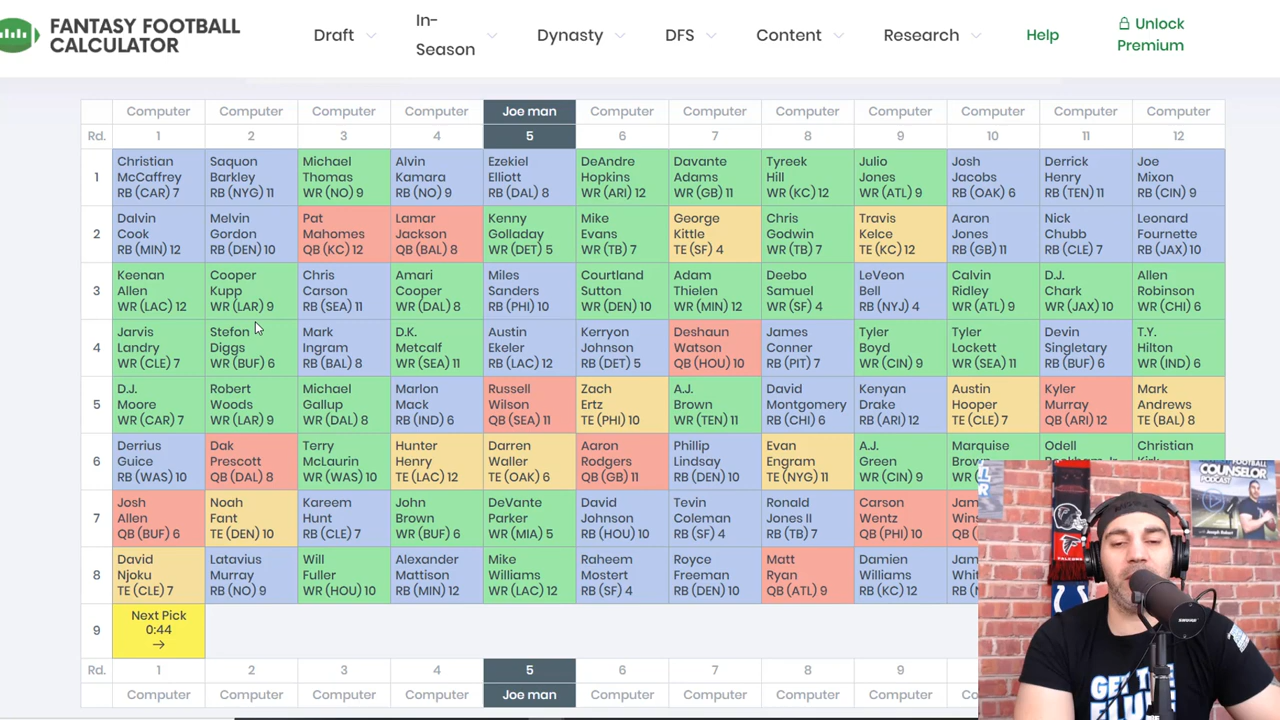 FANTASY FOOTBALL
CALCULATOR
Draft
In-
Season
Dynasty
DFS
Content
Research
Help
Unlock
Premium
Computer Computer Computer Computer Joe man Computer Computer Computer Computer Computer Computer Computer
Rd. 1 2 3 4 5 6 7 8 9 10 11 12
Christian Saquon Michael Alvin Ezekiel DeAndre Davante Tyreek Julio Josh Derrick Joe
1 McCaffrey Barkley Thomas Kamara Elliott Hopkins Adams Hill Jones Jacobs Henry Mixon
RB (CAR) 7 RB (NYG) 11 WR (NO) 9 RB (NO) 9 RB (DAL) 8 WR (ARI) 12 WR (GB) 11 WR (KC) 12 WR (ATL) 9 RB (OAK) 6 RB (TEN) 11 RB (CIN) 9
Dalvin Melvin Pat Lamar Kenny Mike George Chris Travis Aaron Nick Leonard
2 Cook Gordon Mahomes Jackson Golladay Evans Kittle Godwin Kelce Jones Chubb Fournette
RB (MIN) 12 RB (DEN) 10 QB (KC) 12 QB (BAL) 8 WR (DET) 5 WR (TB) 7 TE (SF) 4 WR (TB) 7 TE (KC) 12 RB (GB) 11 RB (CLE) 7 RB (JAX) 10
Keenan Cooper Chris Amari Miles Courtland Adam Deebo LeVeon Calvin D.J. Allen
3 Allen Kupp Carson Cooper Sanders Sutton Thielen Samuel Bell Ridley Chark Robinson
WR (LAC) 12 WR (LAR) 9 RB (SEA) 11 WR (DAL) 8 RB (PHI) 10 WR (DEN) 10 WR (MIN) 12 WR (SF) 4 RB (NYJ) 4 WR (ATL) 9 WR (JAX) 10 WR (CHI) 6
Jarvis Stefon Mark D.K. Austin Kerryon Deshaun James Tyler Tyler Devin T.Y.
4 Landry Diggs Ingram Metcalf Ekeler Johnson Watson Conner Boyd Lockett Singletary Hilton
WR (CLE) 7 WR (BUF) 6 RB (BAL) 8 WR (SEA) 11 RB (LAC) 12 RB (DET) 5 QB (HOU) 10 RB (PIT) 7 WR (CIN) 9 WR (SEA) 11 RB (BUF) 6 WR (IND) 6
D.J. Robert Michael Marlon Russell Zach A.J. David Kenyan Austin Kyler Mark
5 Moore Woods Gallup Mack Wilson Ertz Brown Montgomery Drake Hooper Murray Andrews
WR (CAR) 7 WR (LAR) 9 WR (DAL) 8 RB (IND) 6 QB (SEA) 11 TE (PHI) 10 WR (TEN) 11 RB (CHI) 6 RB (ARI) 12 TE (CLE) 7 QB (ARI) 12 TE (BAL) 8
Derrius Dak Terry Hunter Darren Aaron Phillip Evan A.J. Marquise Odell Christian
6 Guice Prescott McLaurin Henry Waller Rodgers Lindsay Engram Green
RB (WAS) 10 QB (DAL) 8 WR (WAS) 10 TE (LAC) 12 TE (OAK) 6 QB (GB) 11 RB (DEN) 10 TE (NYG) 11 WR (CIN) 9
Josh Noah Kareem John DeVante David Tevin Ronald Carson
7 Allen Fant Hunt Brown Parker Johnson Coleman Jones II Wentz
QB (BUF) 6 TE (DEN) 10 RB (CLE) 7 WR (BUF) 6 WR (MIA) 5 RB (HOU) 10 RB (SF) 4 RB (TB) 7 QB (PHI) 10
David Latavius Will Alexander Mike Raheem Royce Matt Damien
8 Njoku Murray Fuller Mattison Williams Mostert Freeman Ryan Williams
TE (CLE) 7 RB (NO) 9 WR (HOU) 10 RB (MIN) 12 WR (LAC) 12 RB (SF) 4 RB (DEN) 10 QB (ATL) 9 RB (KC) 12
Next Pick
9 0:44
Rd. 1 2 3 4 5 6 7 8 9
Computer Computer Computer Computer Joe man Computer Computer Computer Computer
COUNSELOR
PODCAST
FALCONS
GET THE